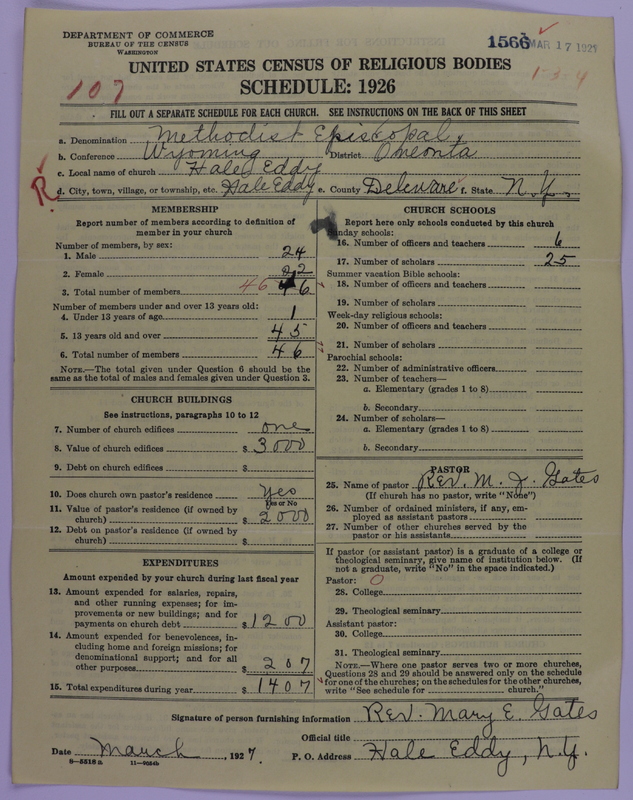 DEPARTMENT OF COMMERCE
BUREAU OF THE CENSUS
WASHINGTON
1566 MAR 17 1927
UNITED STATES CENSUS OF RELIGIOUS BODIES
1-3-4
107
SCHEDULE: 1926
FILL OUT A SEPARATE SCHEDULE FOR EACH CHURCH. SEE INSTRUCTIONS ON THE BACK OF THIS SHEET
a. Denomination Methodist Episcopal
b. Conference Wyoming District Oneonta
c. Local name of church Hale Eddy
R
d. City, town, village, or township, etc. Hale Eddy e. County Deleware f. State N.Y.
MEMBERSHIP
Report number of members according to definition of
member in your church
Number of members, by sex:
1. Male 24
2. Female 22
3. Total number of members 46 46
Number of members under and over 13 years old:
4. Under 13 years of age 1
5. 13 years old and over 45
6. Total number of members 46
NOTE.—The total given under Question 6 should be
same as the total of males and females given under Question 3.
CHURCH BUILDINGS
See instructions, paragraphs 10 to 12
7. Number of church edifices one
8. Value of church edifices $ 3000
9. Debt on church edifices $
10. Does church own pastor's residence yes
Yes or No
11. Value of pastor's residence (if owned by
church) $ 2000
12. Debt on pastor's residence (if owned by
church) $
EXPENDITURES
Amount expended by your church during last fiscal year
13. Amount expended for salaries, repairs,
and other running expenses; for im-
provements or new buildings; and for
payments on church debt $ 1200
14. Amount expended for benevolences, in-
cluding home and foreign missions; for
denominational support; and for all
other purposes $ 207
15. Total expenditures during year $ 1407
CHURCH SCHOOLS
Report here only schools conducted by this church
Sunday schools:
16. Number of officers and teachers 6
17. Number of scholars 25
Summer vacation Bible schools:
18. Number of officers and teachers
19. Number of scholars
Week-day religious schools:
20. Number of officers and teachers
21. Number of scholars
Parochial schools:
22. Number of administrative officers
23. Number of teachers—
a. Elementary (grades 1 to 8)
b. Secondary
24. Number of scholars—
a. Elementary (grades 1 to 8)
b. Secondary
PASTOR
25. Name of pastor Rev. M. J. Gates
(If church has no pastor, write "None")
26. Number of ordained ministers, if any, em-
ployed as assistant pastors
27. Number of other churches served by the
pastor or his assistants
If pastor (or assistant pastor) is a graduate of a college or
theological seminary, give name of institution below. (If
not a graduate, write "No" in the space indicated.)
Pastor: O
28. College
29. Theological seminary
Assistant pastor:
30. College
31. Theological seminary
NOTE.—Where one pastor serves two or more churches,
Questions 28 and 29 should be answered only on the schedule
for one of the churches; on the schedules for the other churches,
write "See schedule for church."
Signature of person furnishing information Rev. Mary E. Gates
Official title
Date March, 1927. P. O. Address Hale Eddy, N.Y.